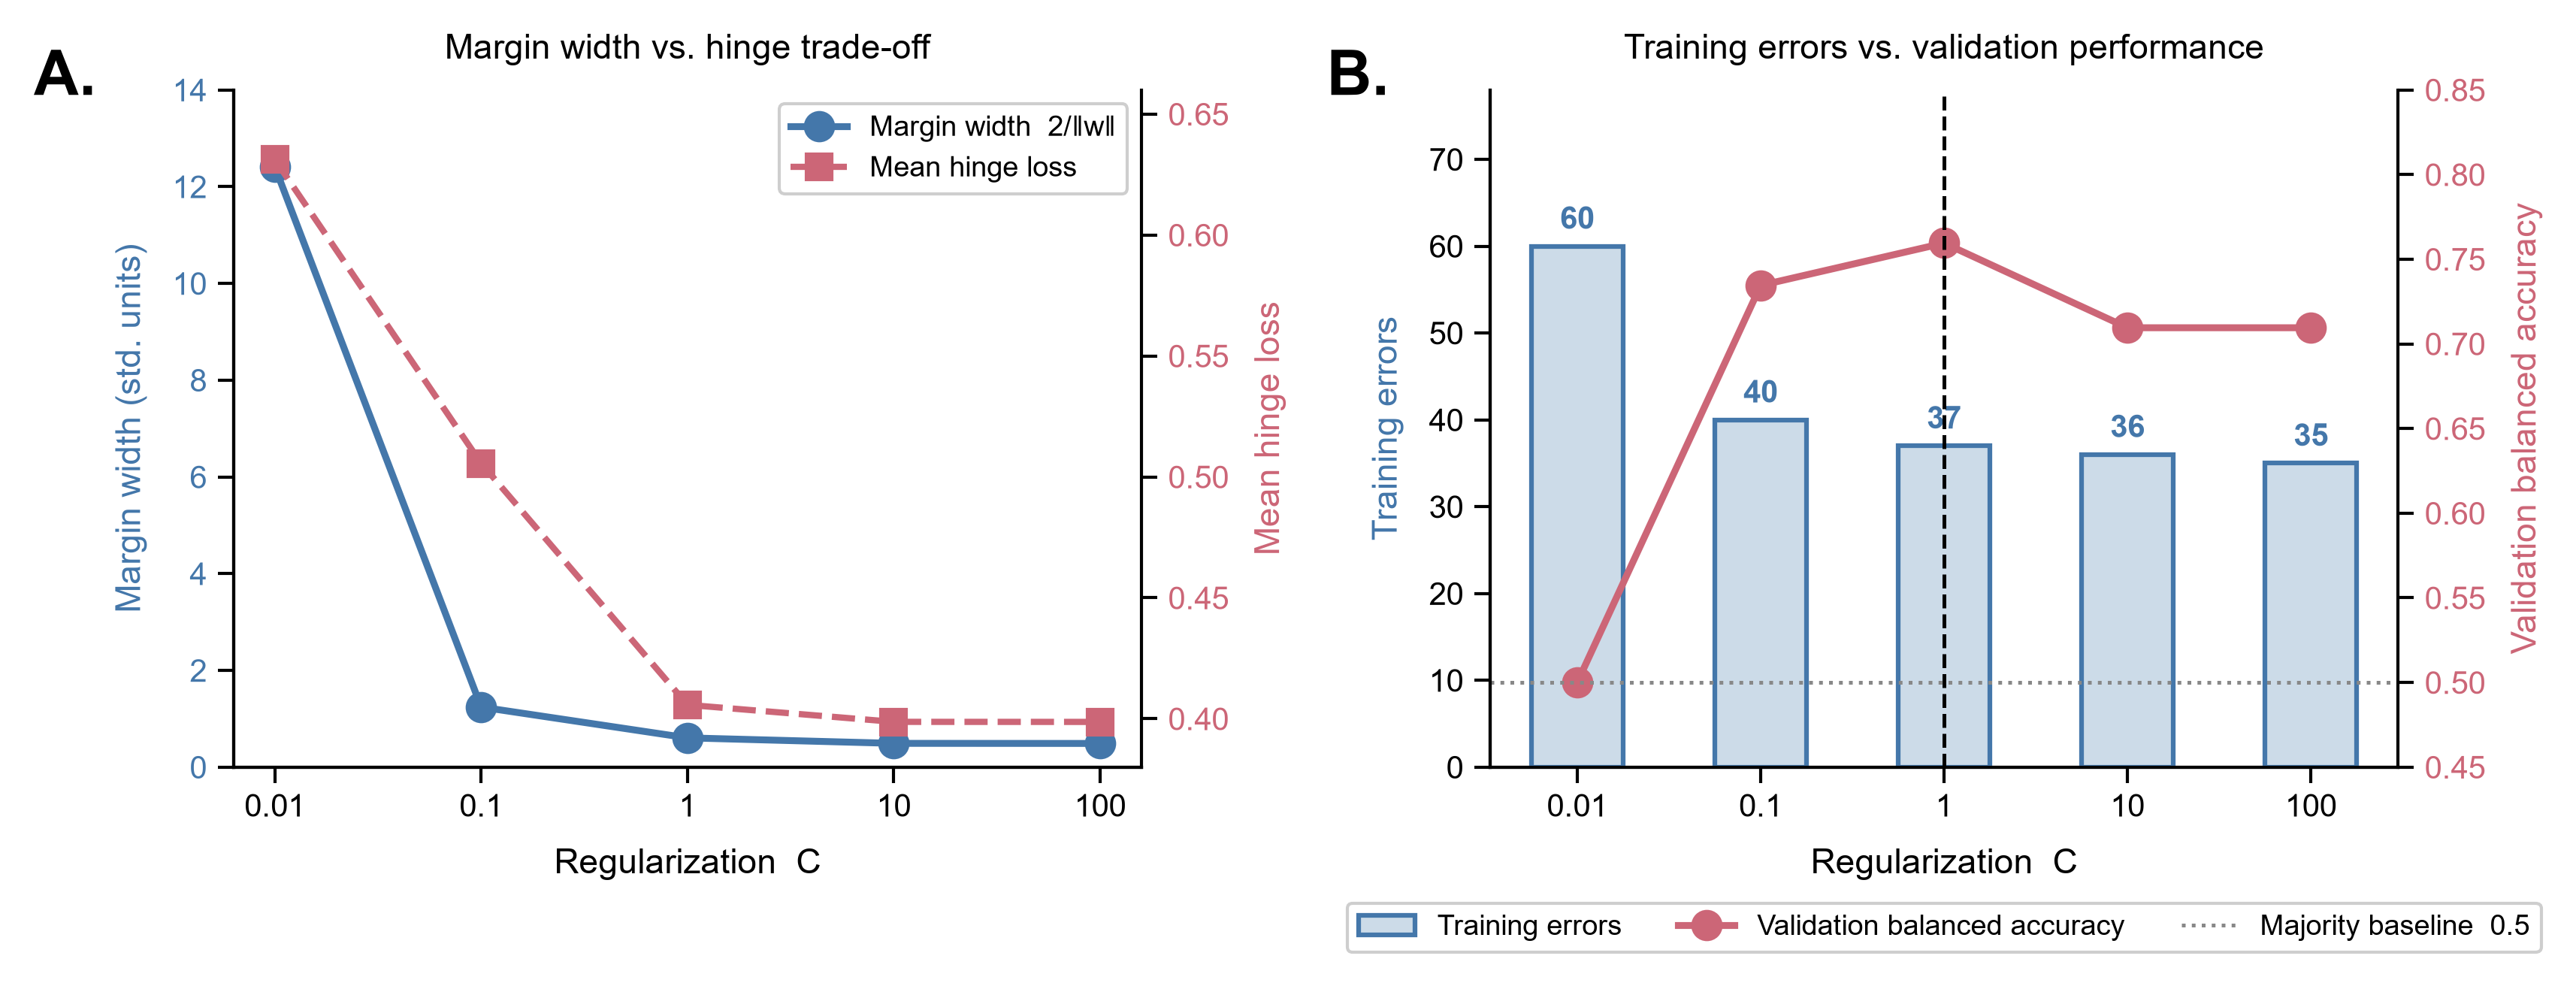 A.
Margin width vs. hinge trade-off
14
12
10
8
6
4
2
0
Margin width (std. units)
0.65
0.60
0.55
0.50
0.45
0.40
Mean hinge loss
Margin width 2/‖w‖
Mean hinge loss
0.01 0.1 1 10 100
Regularization C
B.
Training errors vs. validation performance
70
60
50
40
30
20
10
0
Training errors
60
40
37
36
35
0.85
0.80
0.75
0.70
0.65
0.60
0.55
0.50
0.45
Validation balanced accuracy
0.01 0.1 1 10 100
Regularization C
Training errors Validation balanced accuracy Majority baseline 0.5